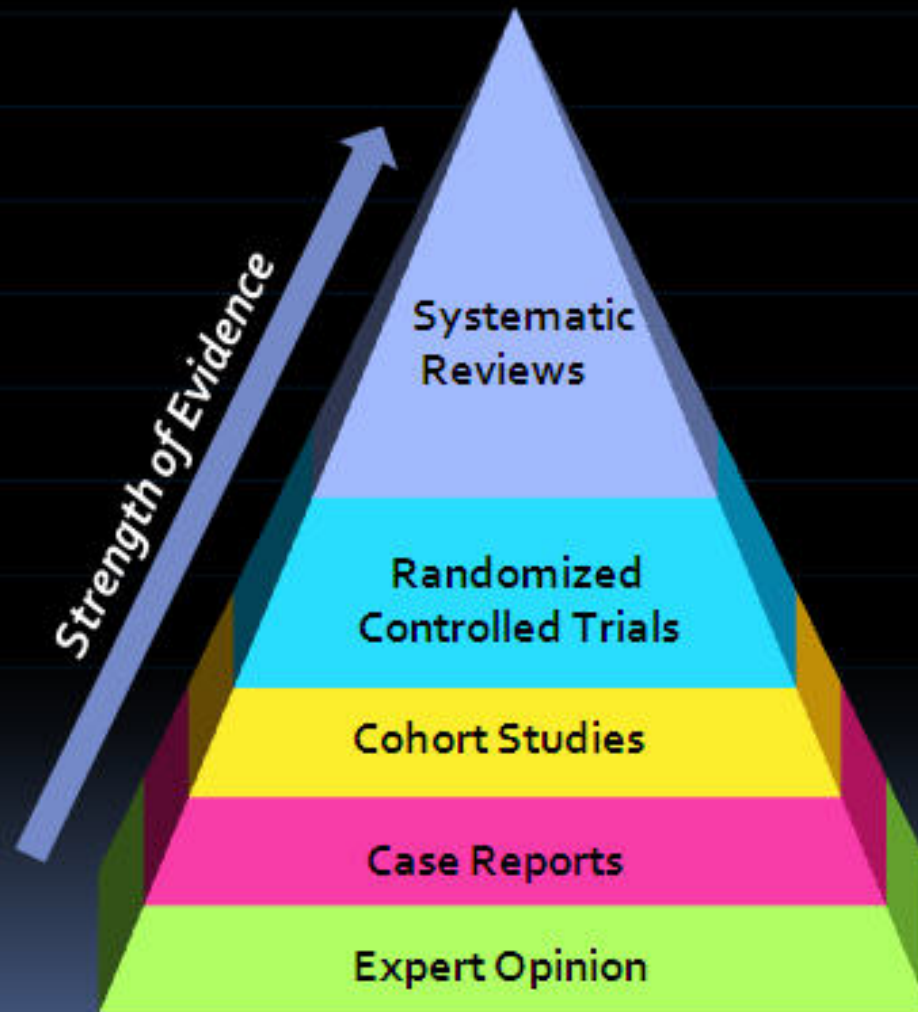 Strength of Evidence
Systematic
Reviews
Randomized
Controlled Trials
Cohort Studies
Case Reports
Expert Opinion